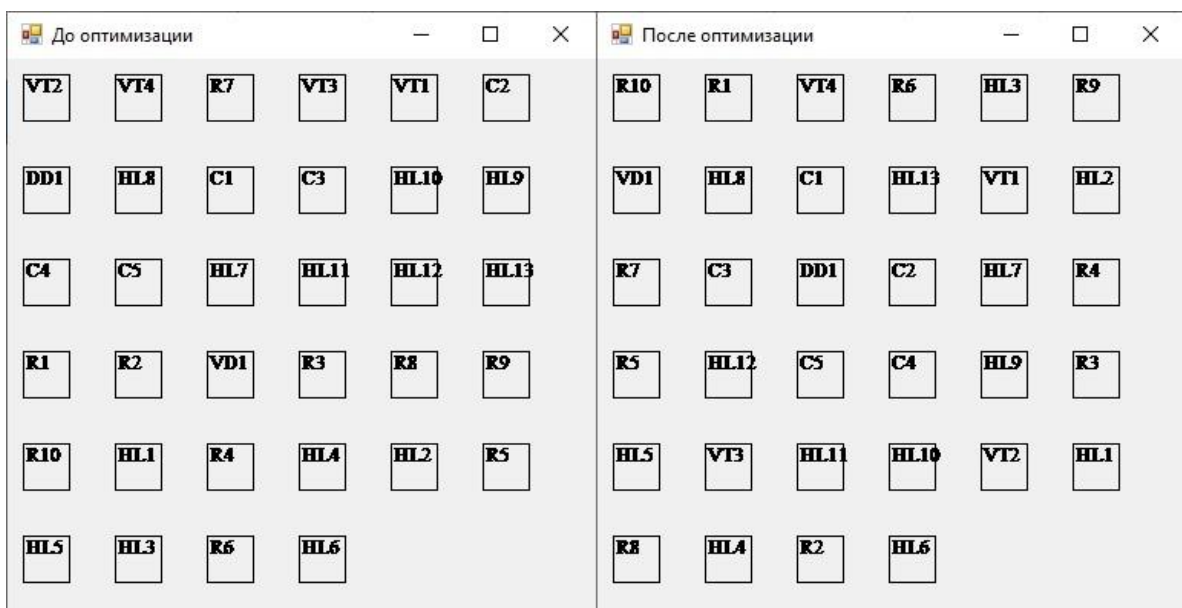 До оптимизации
VT2 VT4 R7 VT3 VT1 C2
DD1 HL8 C1 C3 HL10 HL9
C4 C5 HL7 HL11 HL12 HL13
R1 R2 VD1 R3 R8 R9
R10 HL1 R4 HL4 HL2 R5
HL5 HL3 R6 HL6
После оптимизации
R10 R1 VT4 R6 HL3 R9
VD1 HL8 C1 HL13 VT1 HL2
R7 C3 DD1 C2 HL7 R4
R5 HL12 C5 C4 HL9 R3
HL5 VT3 HL11 HL10 VT2 HL1
R8 HL4 R2 HL6